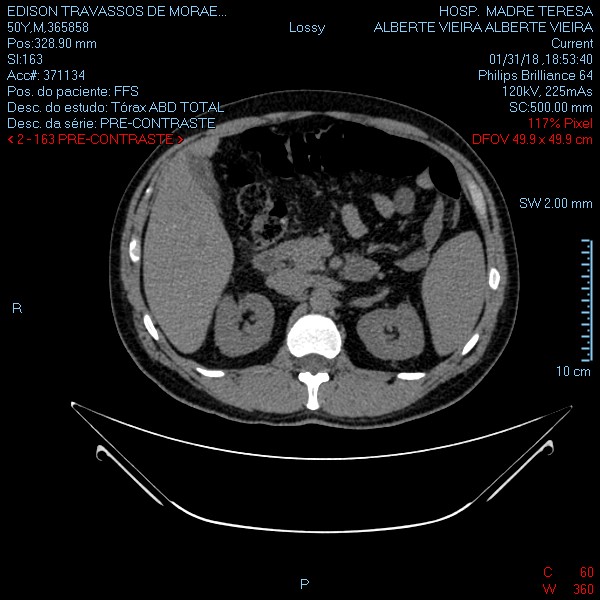 EDISON TRAVASSOS DE MORAE...
50Y,M,365858
Pos:328.90 mm
SI:163
Acc#: 371134
Pos. do paciente: FFS
Desc. do estudo: Tórax ABD TOTAL
Desc. da série: PRE-CONTRASTE
< 2 - 163 PRE-CONTRASTE >
Lossy
HOSP. MADRE TERESA
ALBERTE VIEIRA ALBERTE VIEIRA
Current
01/31/18 ,18:53:40
Philips Brilliance 64
120kV, 225mAs
SC:500.00 mm
117% Pixel
DFOV 49.9 x 49.9 cm
SW 2.00 mm
R
10 cm
P
C 60
W 360